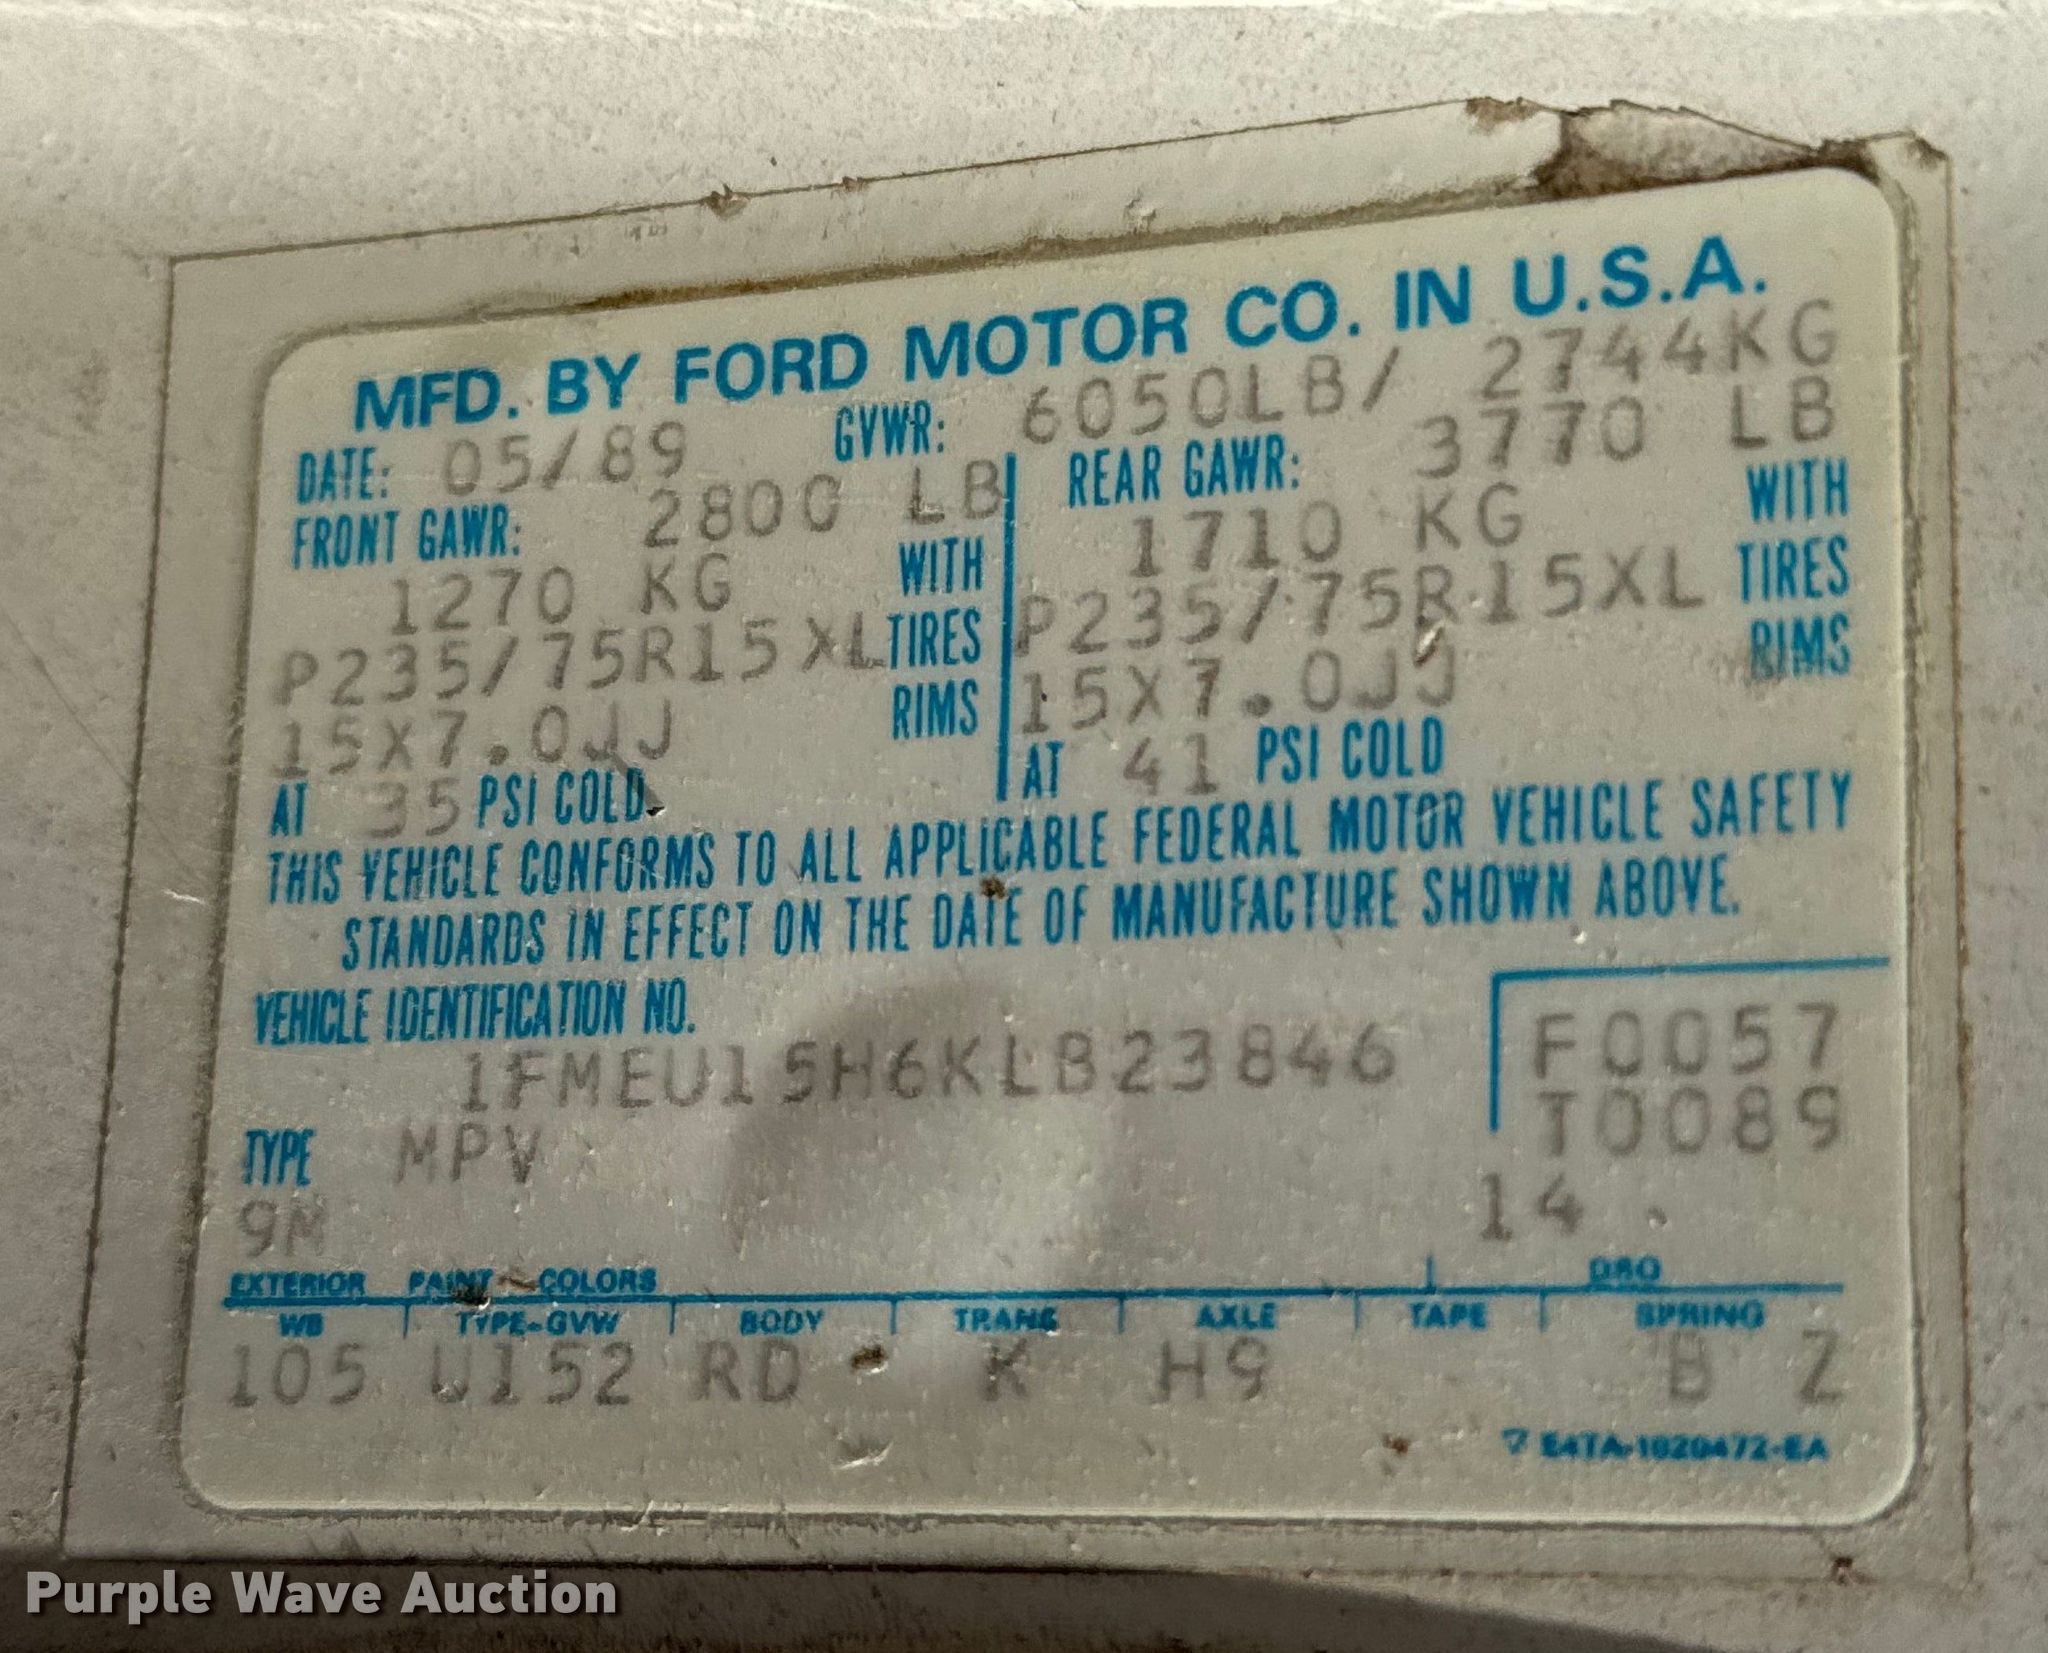 MFD. BY FORD MOTOR CO. IN U.S.A.
DATE: 05/89 GVWR: 6050LB/ 2744KG
FRONT GAWR: 2800 LB
1270 KG WITH
P235/75R15XL TIRES
15X7.0JJ RIMS
AT 35 PSI COLD
REAR GAWR: 3770 LB
1710 KG WITH
P235/75R15XL TIRES
15X7.0JJ RIMS
AT 41 PSI COLD
THIS VEHICLE CONFORMS TO ALL APPLICABLE FEDERAL MOTOR VEHICLE SAFETY
STANDARDS IN EFFECT ON THE DATE OF MANUFACTURE SHOWN ABOVE.
VEHICLE IDENTIFICATION NO.
1FMEU15H6KLB23846
F0057
T0089
TYPE MPV
9M 14
EXTERIOR PAINT COLORS DSO
WB TYPE-GVW BODY TRANS AXLE TAPE SPRING
105 U152 RD K H9 B Z
7 E4TA-1020472-EA
Purple Wave Auction